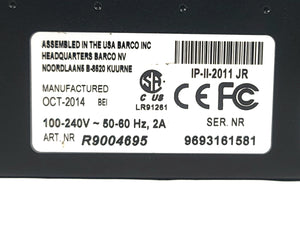 ASSEMBLED IN THE USA BARCO INC
HEADQUARTERS BARCO NV
NOORDLAAN5 B-8520 KUURNE
MANUFACTURED
OCT-2014 BEI
SA
C US
LR91261
IP-II-2011 JR
CE FC
100-240V ~ 50-60 Hz, 2A
SER. NR
ART. NR R9004695
9693161581